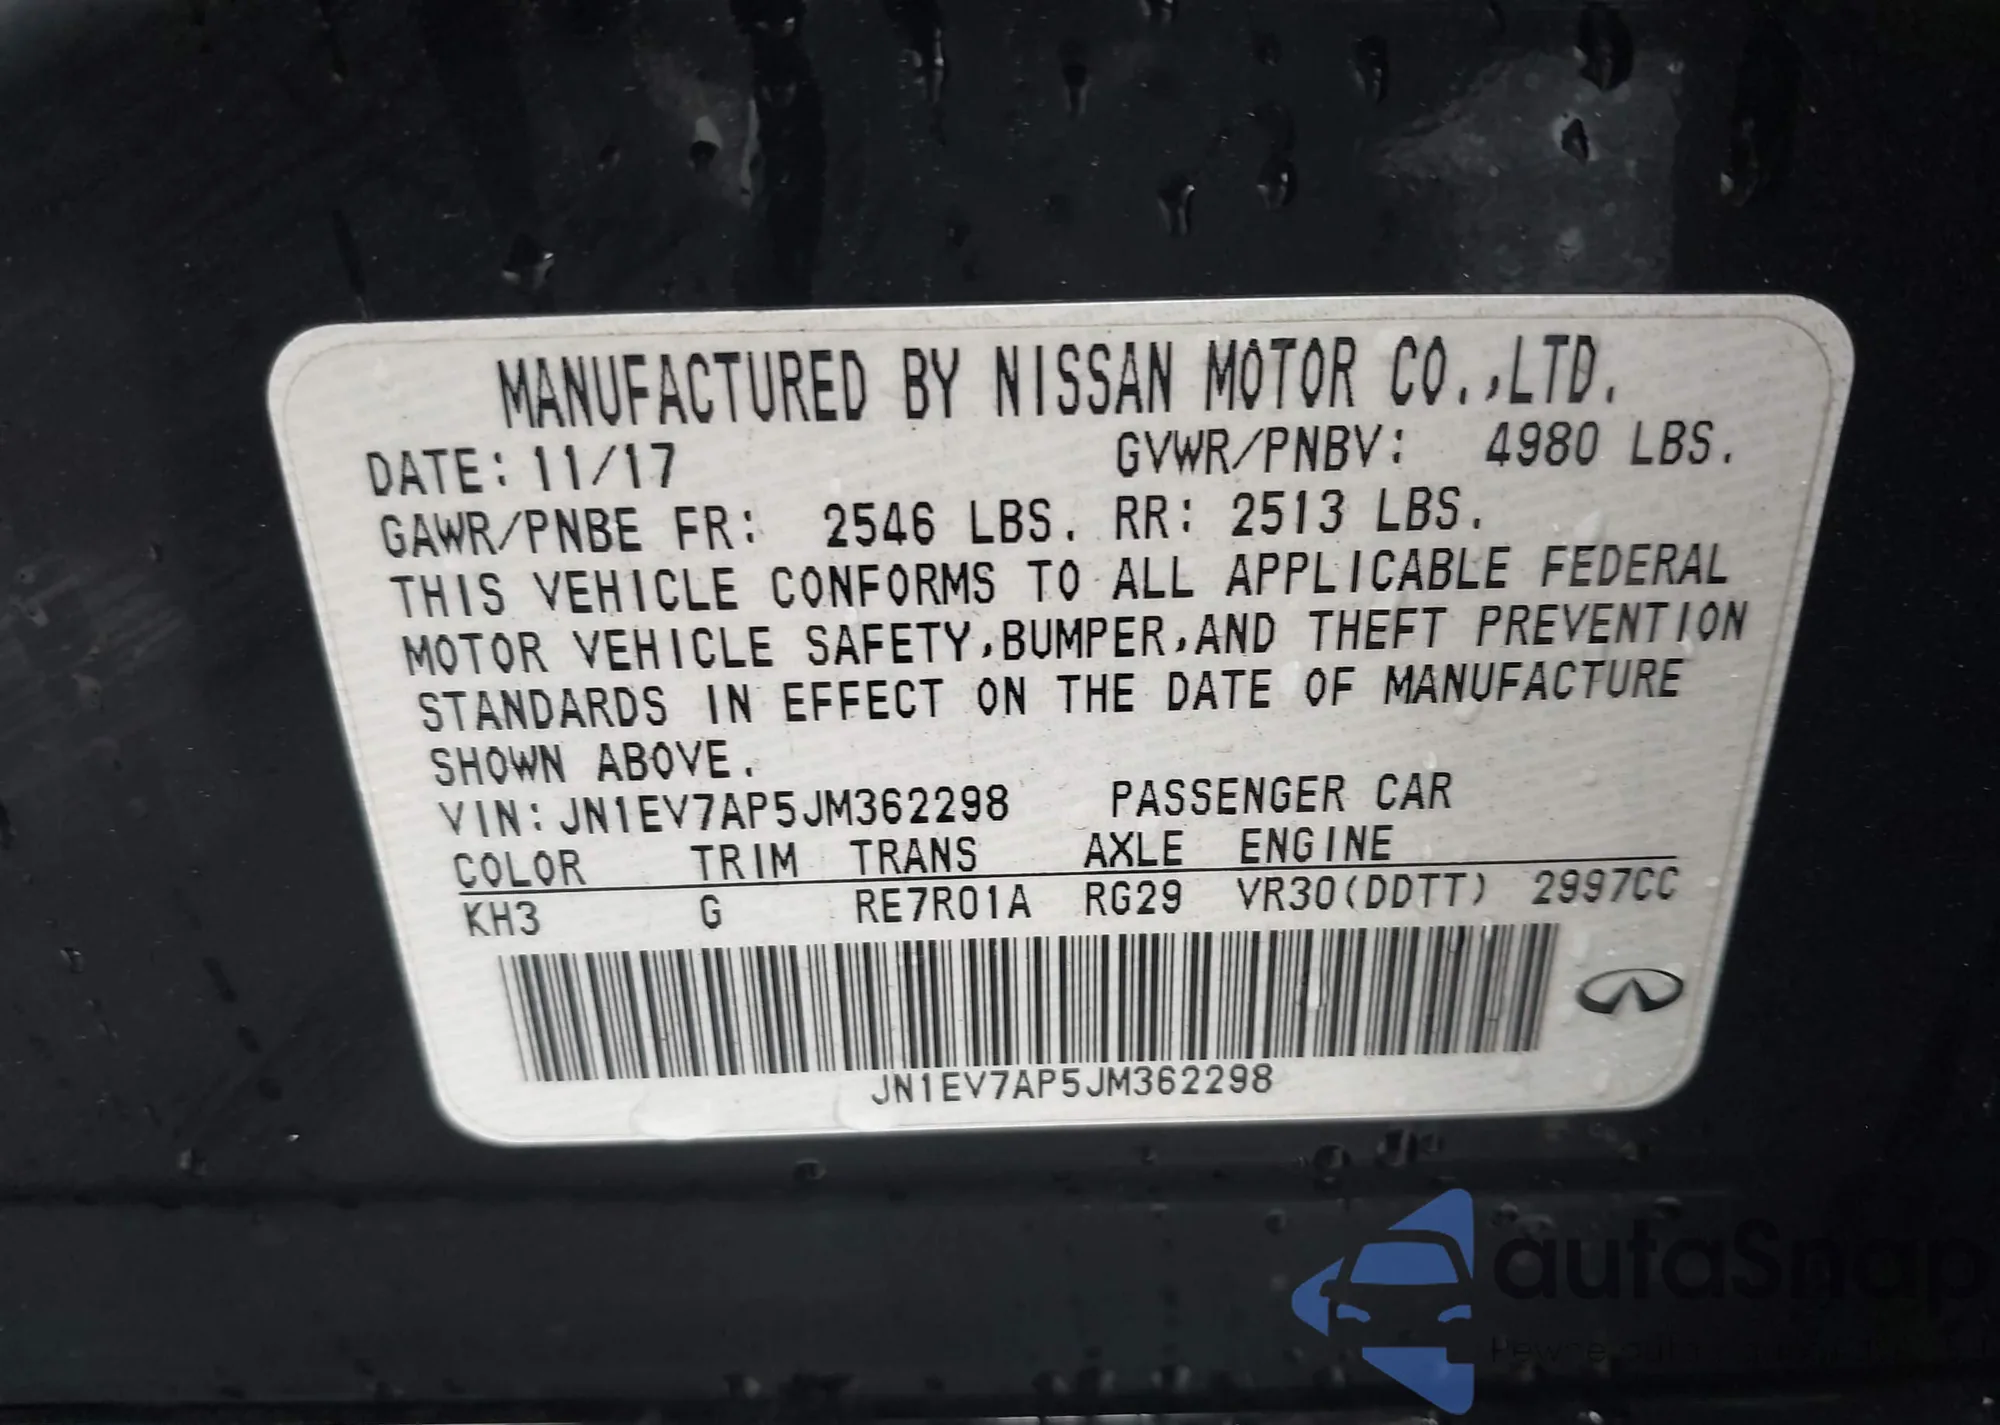 MANUFACTURED BY NISSAN MOTOR CO.,LTD.
DATE: 11/17 GVWR/PNBV: 4980 LBS.
GAWR/PNBE FR: 2546 LBS. RR: 2513 LBS.
THIS VEHICLE CONFORMS TO ALL APPLICABLE FEDERAL
MOTOR VEHICLE SAFETY,BUMPER,AND THEFT PREVENTION
STANDARDS IN EFFECT ON THE DATE OF MANUFACTURE
SHOWN ABOVE.
VIN: JN1EV7AP5JM362298 PASSENGER CAR
COLOR TRIM TRANS AXLE ENGINE
KH3 G RE7R01A RG29 VR30(DDTT) 2997CC
JN1EV7AP5JM362298
autaSnap